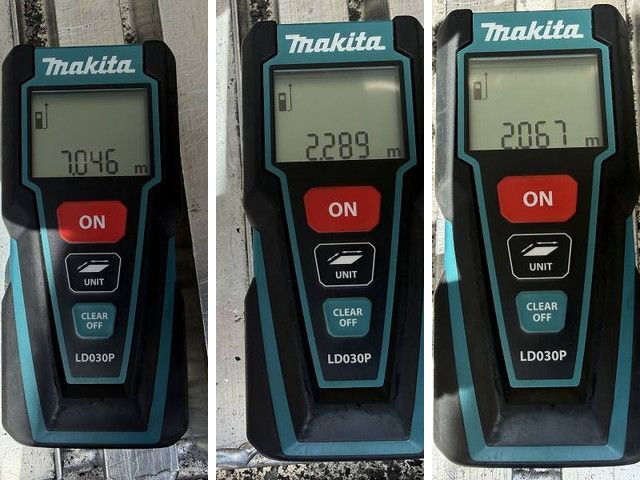 makita
7.046 m
ON
UNIT
CLEAR
OFF
LD030P
makita
2.289 m
ON
UNIT
CLEAR
OFF
LD030P
makita
2.067 m
ON
UNIT
CLEAR
OFF
LD030P